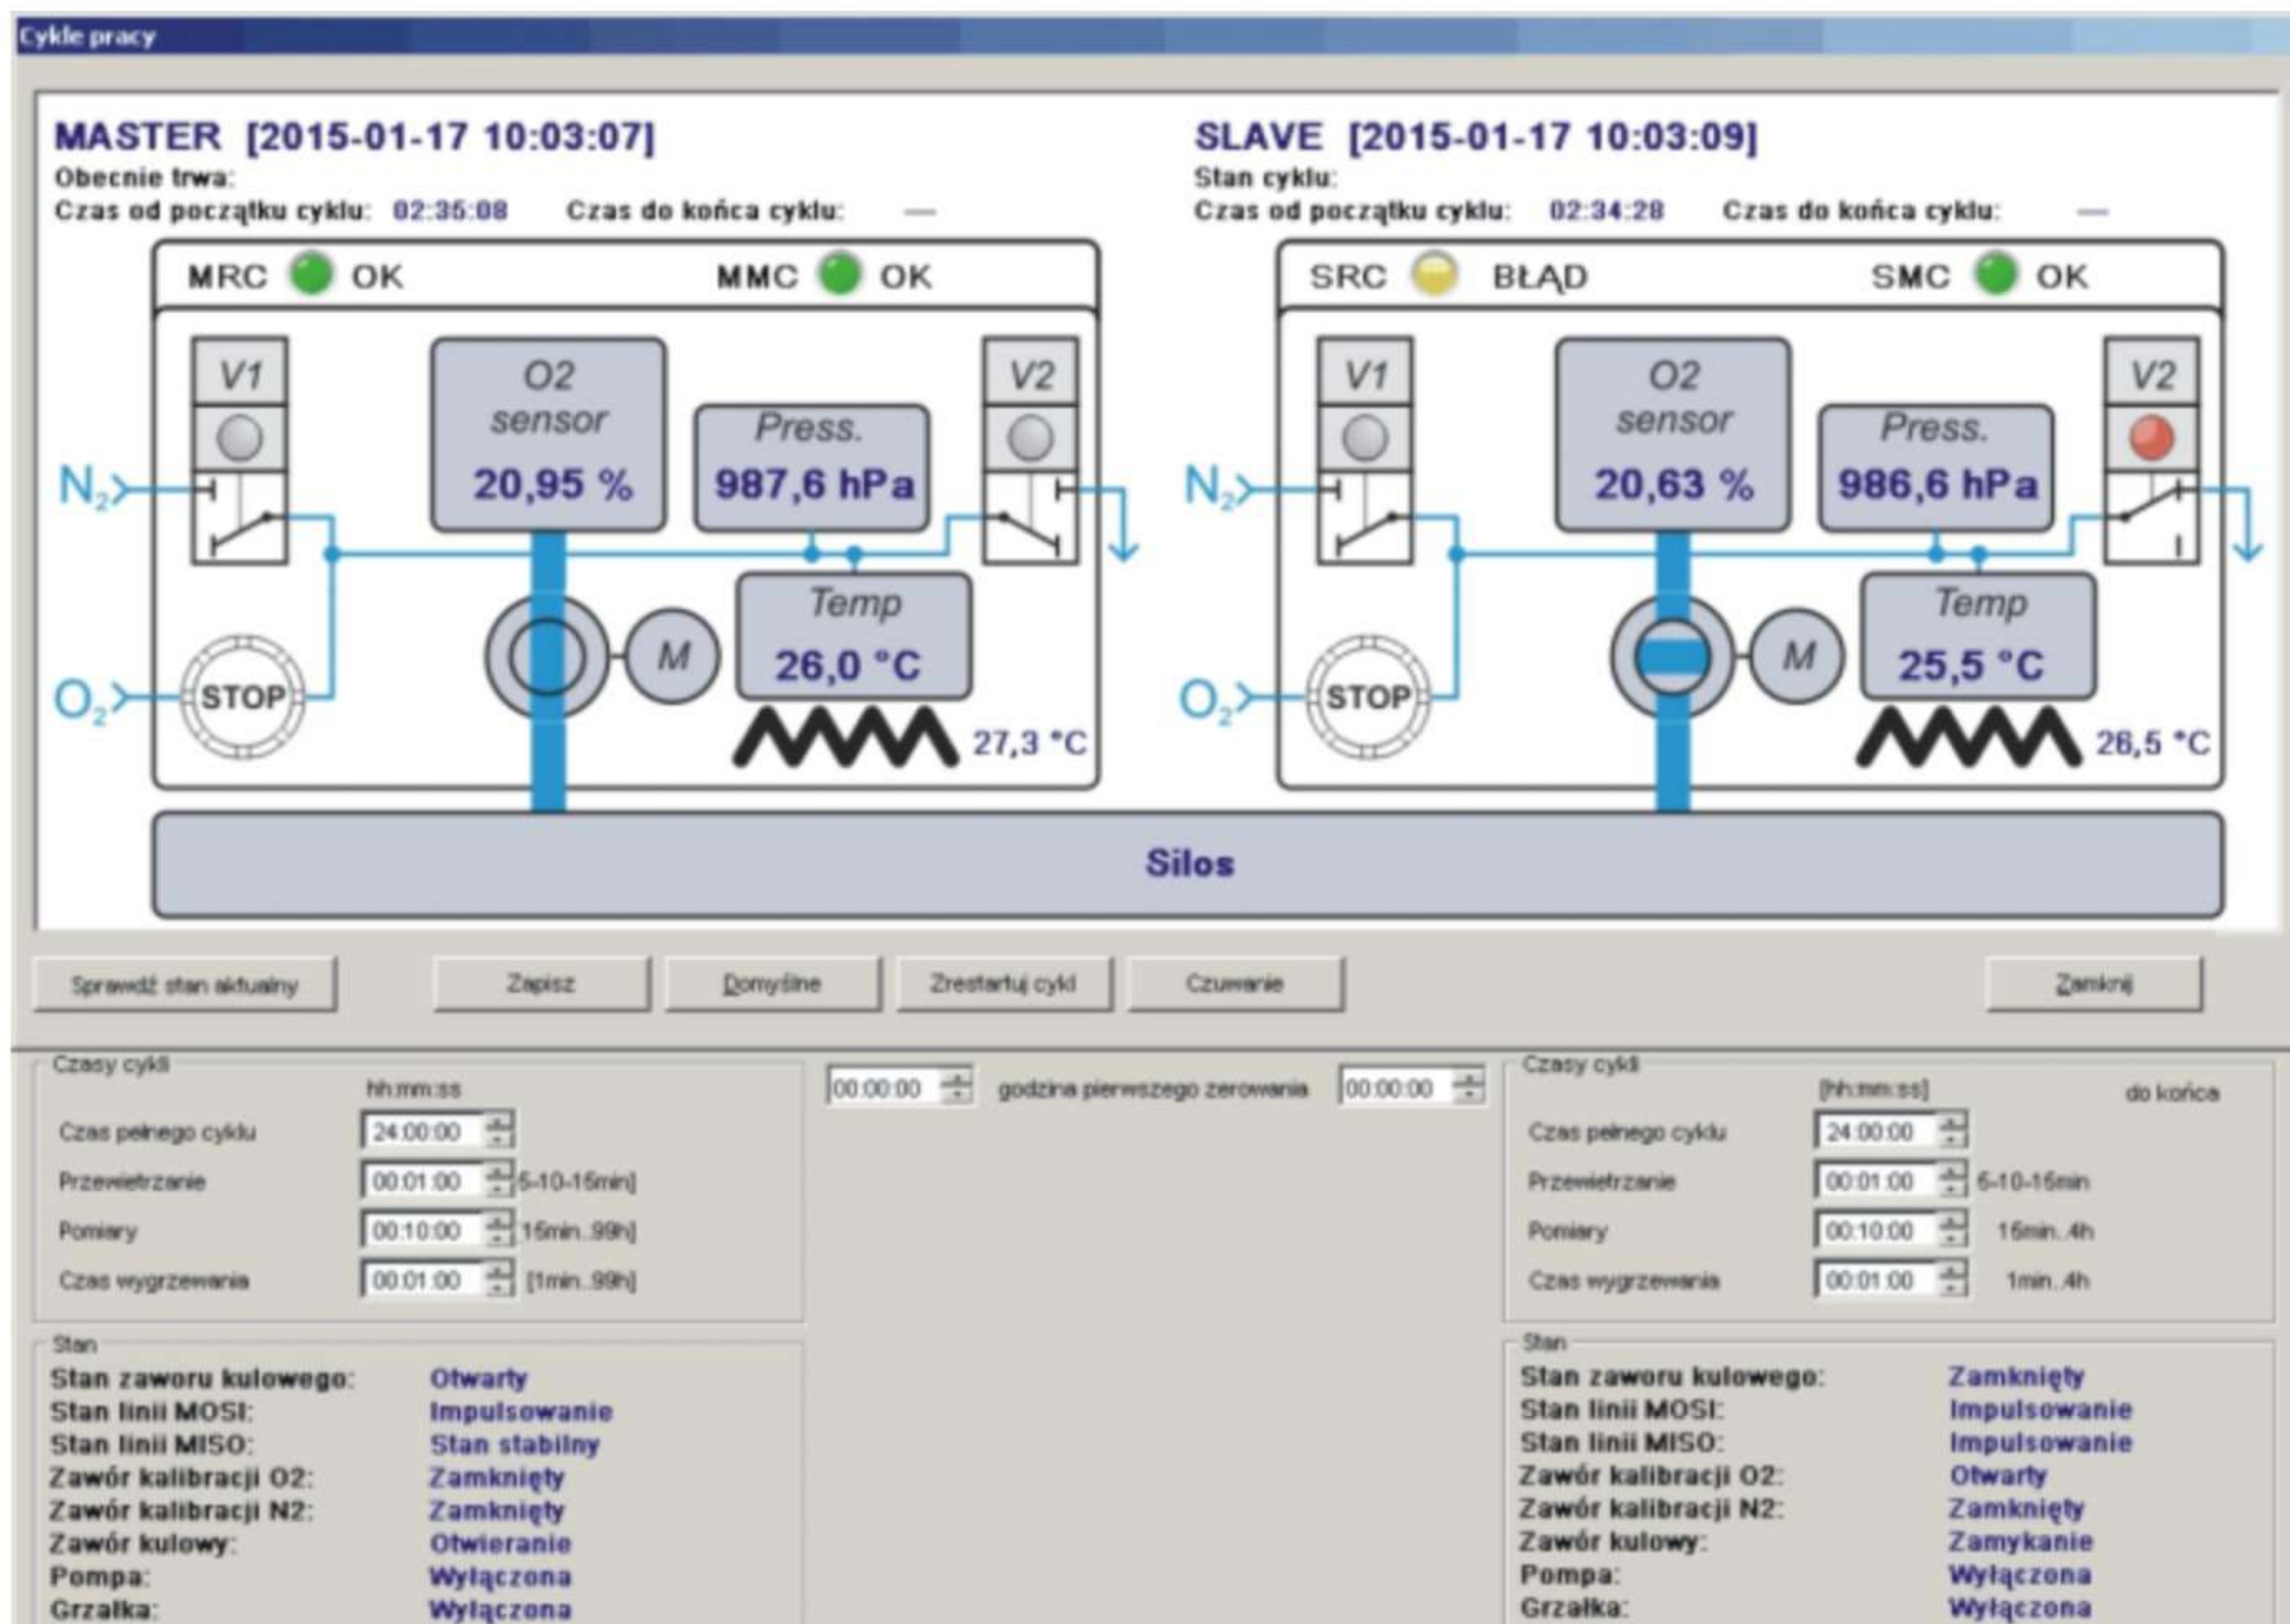 Cykle pracy
MASTER [2015-01-17 10:03:07]
Obecnie trwa:
Czas od początku cyklu: 02:35:08 Czas do końca cyklu: —
MRC OK MMC OK
V1
O2
sensor
20,95 %
Press.
987,6 hPa
V2
N₂
Temp
26,0 °C
M
STOP
O₂
27,3 °C
SLAVE [2015-01-17 10:03:09]
Stan cyklu:
Czas od początku cyklu: 02:34:28 Czas do końca cyklu: —
SRC BŁĄD SMC OK
V1
O2
sensor
20,63 %
Press.
986,6 hPa
V2
N₂
Temp
25,5 °C
M
STOP
O₂
26,5 °C
Silos
Sprawdź stan aktualny Zapisz Domyślne Zrestartuj cykl Czuwanie Zamknij
Czasy cykli
hh:mm:ss
Czas pełnego cyklu 24:00:00
Przewietrzanie 00:01:00 5-10-15min]
Pomiary 00:10:00 15min..99h]
Czas wygrzewania 00:01:00 [1min..99h]
00:00:00 godzina pierwszego zerowania 00:00:00
Czasy cykli
[hh:mm:ss] do końca
Czas pełnego cyklu 24:00:00
Przewietrzanie 00:01:00 5-10-15min
Pomiary 00:10:00 15min..4h
Czas wygrzewania 00:01:00 1min..4h
Stan
Stan zaworu kulowego: Otwarty
Stan linii MOSI: Impulsowanie
Stan linii MISO: Stan stabilny
Zawór kalibracji O2: Zamknięty
Zawór kalibracji N2: Zamknięty
Zawór kulowy: Otwieranie
Pompa: Wyłączona
Grzałka: Wyłączona
Stan
Stan zaworu kulowego: Zamknięty
Stan linii MOSI: Impulsowanie
Stan linii MISO: Impulsowanie
Zawór kalibracji O2: Otwarty
Zawór kalibracji N2: Zamknięty
Zawór kulowy: Zamykanie
Pompa: Wyłączona
Grzałka: Wyłączona